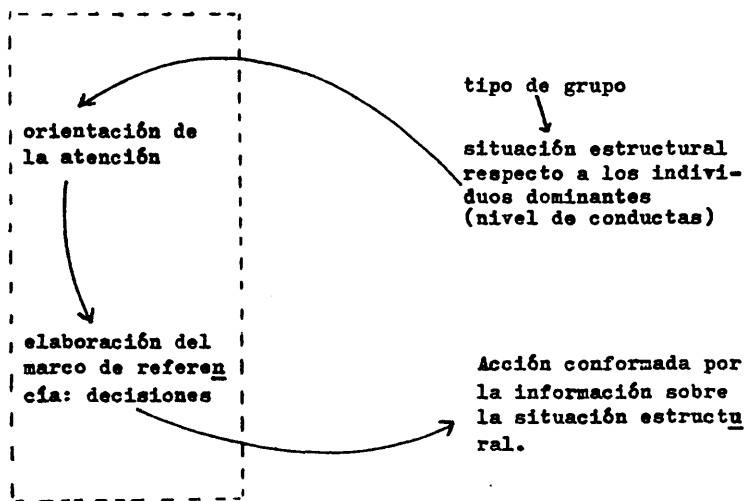 tipo de grupo
situación estructural
respecto a los indivi-
duos dominantes
(nivel de conductas)
orientación de
la atención
elaboración del
marco de referen
cía: decisiones
Acción conformada por
la información sobre
la situación estructu
ral.